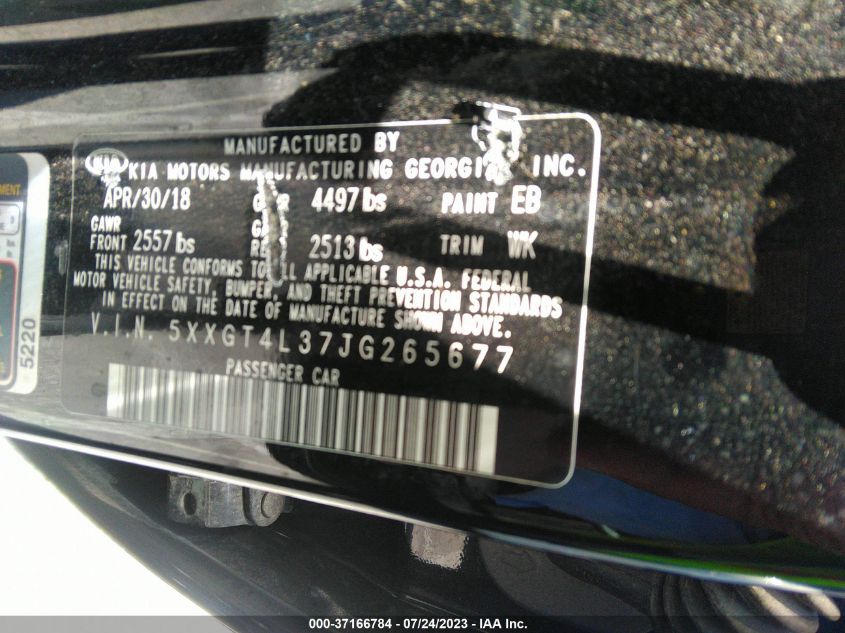 MANUFACTURED BY
KIA KIA MOTORS MANUFACTURING INC.
APR/30/18 4497 lbs PAINT EB
GAWR
FRONT 2557 lbs 2513 lbs TRIM WK
THIS VEHICLE CONFORMS TO APPLICABLE U.S.A. FEDERAL
MOTOR VEHICLE SAFETY, BUMPER, AND THEFT PREVENTION STANDARDS
IN EFFECT ON THE DATE OF MANUFACTURE SHOWN ABOVE.
V.I.N. 5XXGT4L37JG265677
PASSENGER CAR
5220
000-37166784 / 07/24/2023 - IAA Inc.